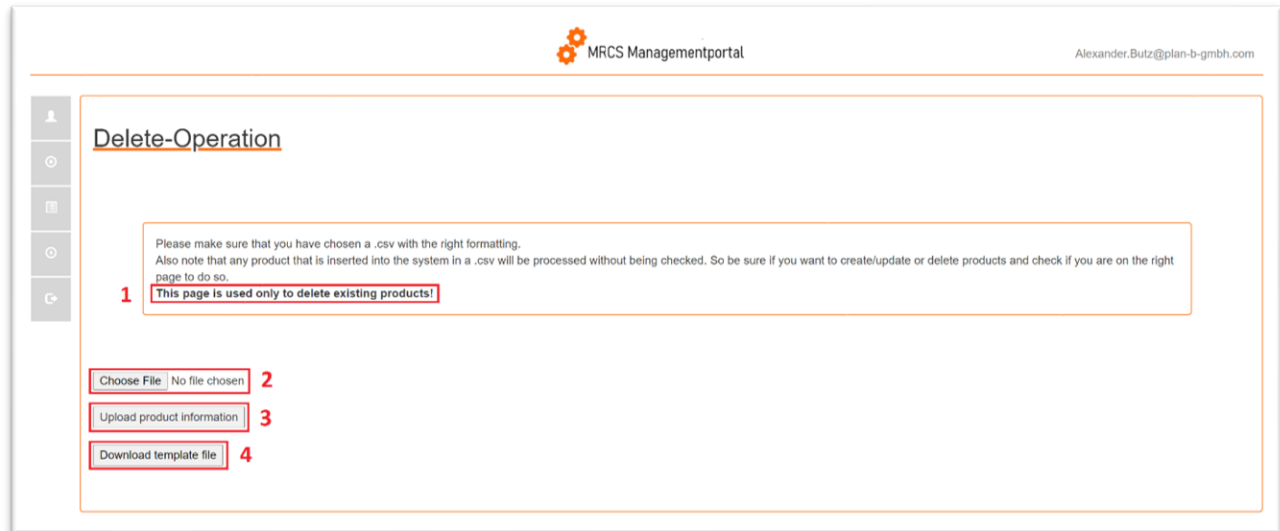 MRCS Managementportal
Alexander.Butz@plan-b-gmbh.com
Delete-Operation
Please make sure that you have chosen a .csv with the right formatting.
Also note that any product that is inserted into the system in a .csv will be processed without being checked. So be sure if you want to create/update or delete products and check if you are on the right
page to do so.
1 This page is used only to delete existing products!
Choose File No file chosen 2
Upload product information 3
Download template file 4